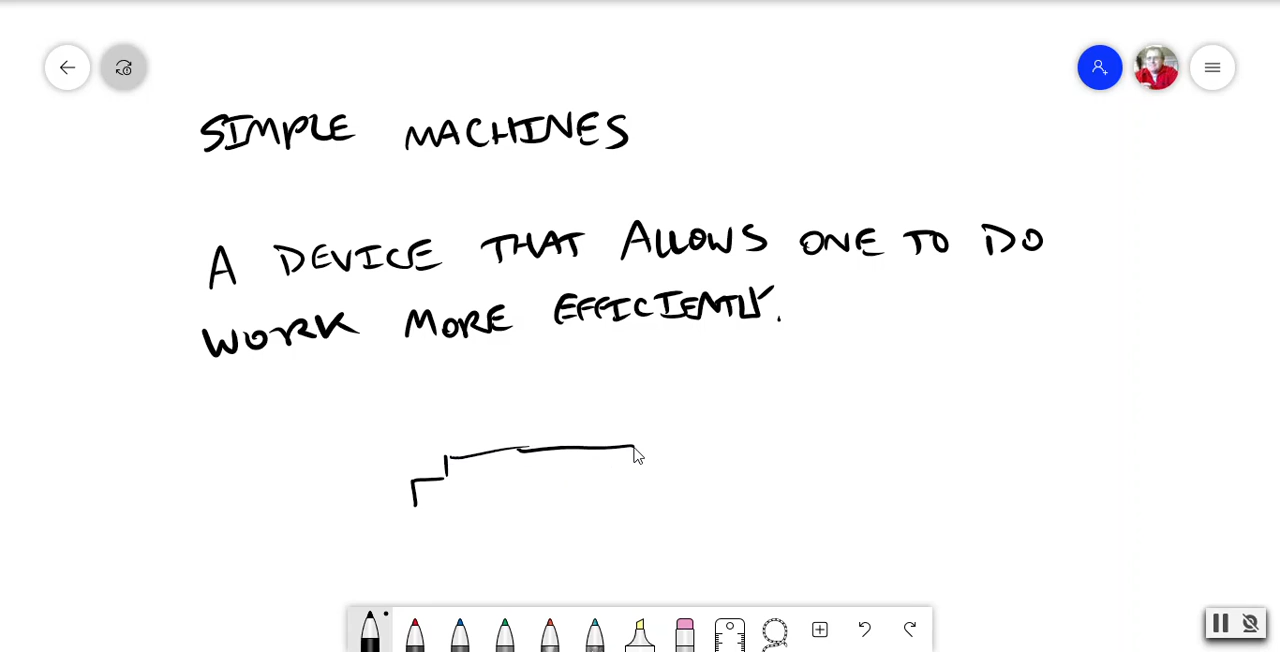 SIMPLE MACHINES
A DEVICE THAT ALLOWS ONE TO DO
WORK MORE EFFICIENTLY.